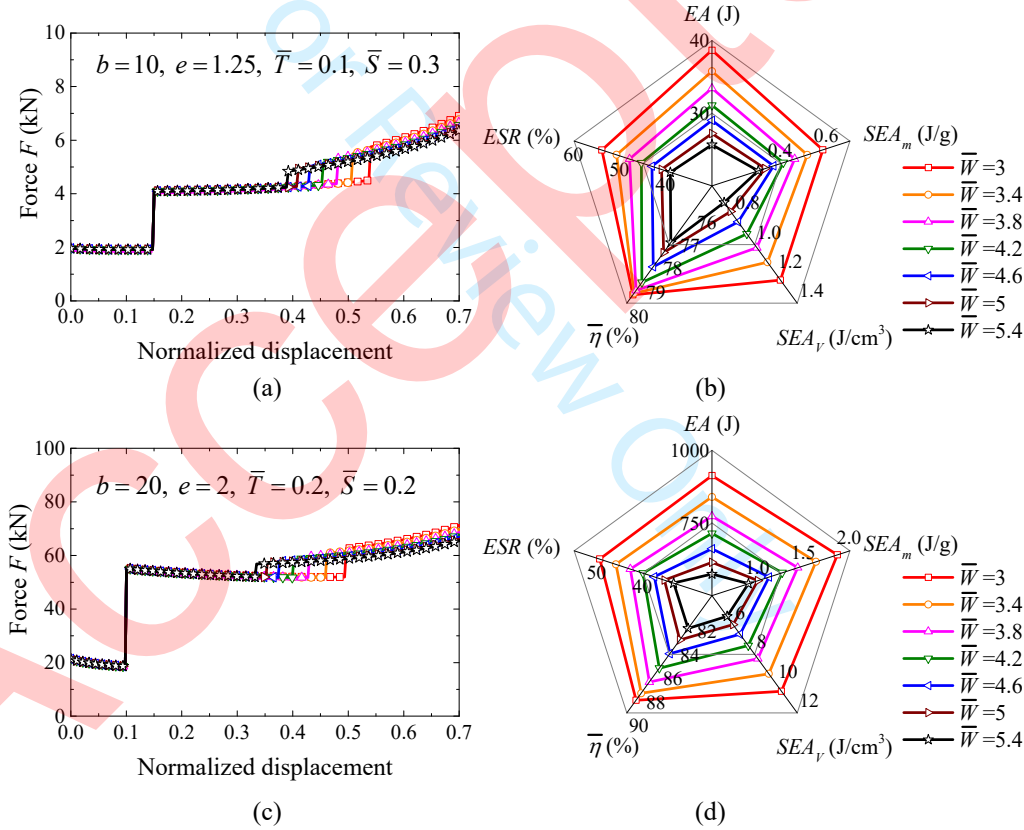 10
8
6
4
2
0
Force F (kN)
b = 10, e = 1.25, T̅ = 0.1, S̅ = 0.3
0.0 0.1 0.2 0.3 0.4 0.5 0.6 0.7
Normalized displacement
(a)
EA (J)
40
30
ESR (%)
60
50
40
SEA_m (J/g)
0.6
0.4
η̅ (%)
76
77
78
79
80
SEA_V (J/cm³)
0.8
1.0
1.2
1.4
W̅ =3
W̅ =3.4
W̅ =3.8
W̅ =4.2
W̅ =4.6
W̅ =5
W̅ =5.4
(b)
100
80
60
40
20
0
Force F (kN)
b = 20, e = 2, T̅ = 0.2, S̅ = 0.2
0.0 0.1 0.2 0.3 0.4 0.5 0.6 0.7
Normalized displacement
(c)
EA (J)
1000
750
ESR (%)
50
40
SEA_m (J/g)
2.0
1.5
1.0
η̅ (%)
82
84
86
88
90
SEA_V (J/cm³)
6
8
10
12
W̅ =3
W̅ =3.4
W̅ =3.8
W̅ =4.2
W̅ =4.6
W̅ =5
W̅ =5.4
(d)
or Review O
ccept